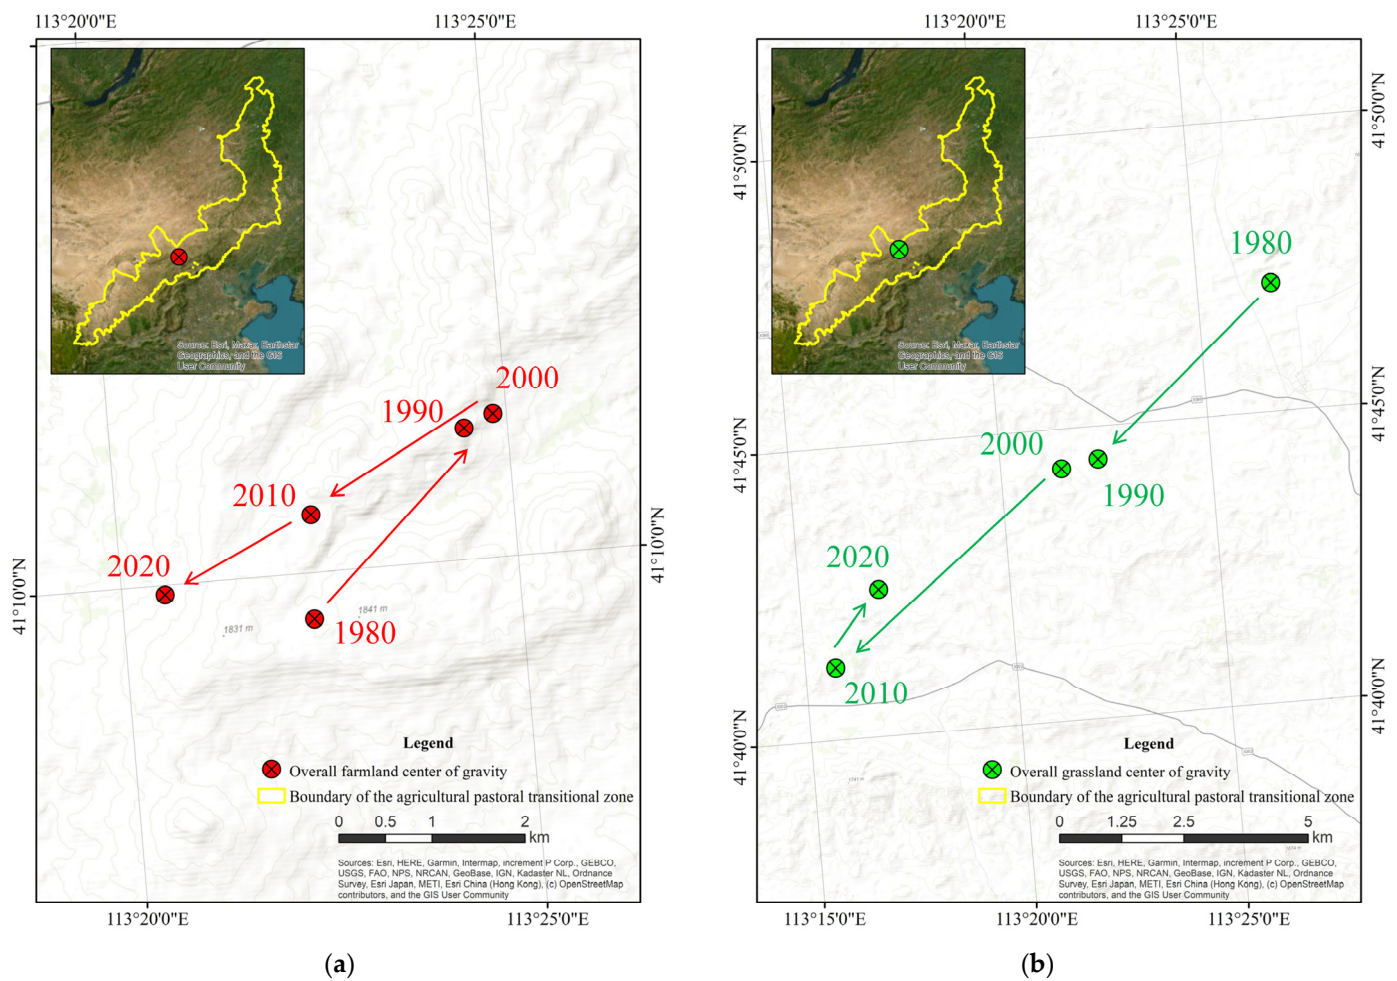 113°20'0"E
113°25'0"E
Source: Esri, Maxar, Earthstar
Geographics, and the GIS
User Community
2000
1990
2010
2020
1980
1841 m
1831 m
41°10'0"N
41°10'0"N
Legend
Overall farmland center of gravity
Boundary of the agricultural pastoral transitional zone
0 0.5 1 2
km
Sources: Esri, HERE, Garmin, Intermap, increment P Corp., GEBCO,
USGS, FAO, NPS, NRCAN, GeoBase, IGN, Kadaster NL, Ordnance
Survey, Esri Japan, METI, Esri China (Hong Kong), (c) OpenStreetMap
contributors, and the GIS User Community
113°20'0"E
113°25'0"E
(a)
113°20'0"E
113°25'0"E
Source: Esri, Maxar, Earthstar
Geographics, and the GIS
User Community
41°50'0"N
41°50'0"N
1980
41°45'0"N
41°45'0"N
2000
1990
2020
2010
41°40'0"N
41°40'0"N
Legend
Overall grassland center of gravity
Boundary of the agricultural pastoral transitional zone
0 1.25 2.5 5
km
Sources: Esri, HERE, Garmin, Intermap, increment P Corp., GEBCO,
USGS, FAO, NPS, NRCAN, GeoBase, IGN, Kadaster NL, Ordnance
Survey, Esri Japan, METI, Esri China (Hong Kong), (c) OpenStreetMap
contributors, and the GIS User Community
113°15'0"E
113°20'0"E
113°25'0"E
(b)